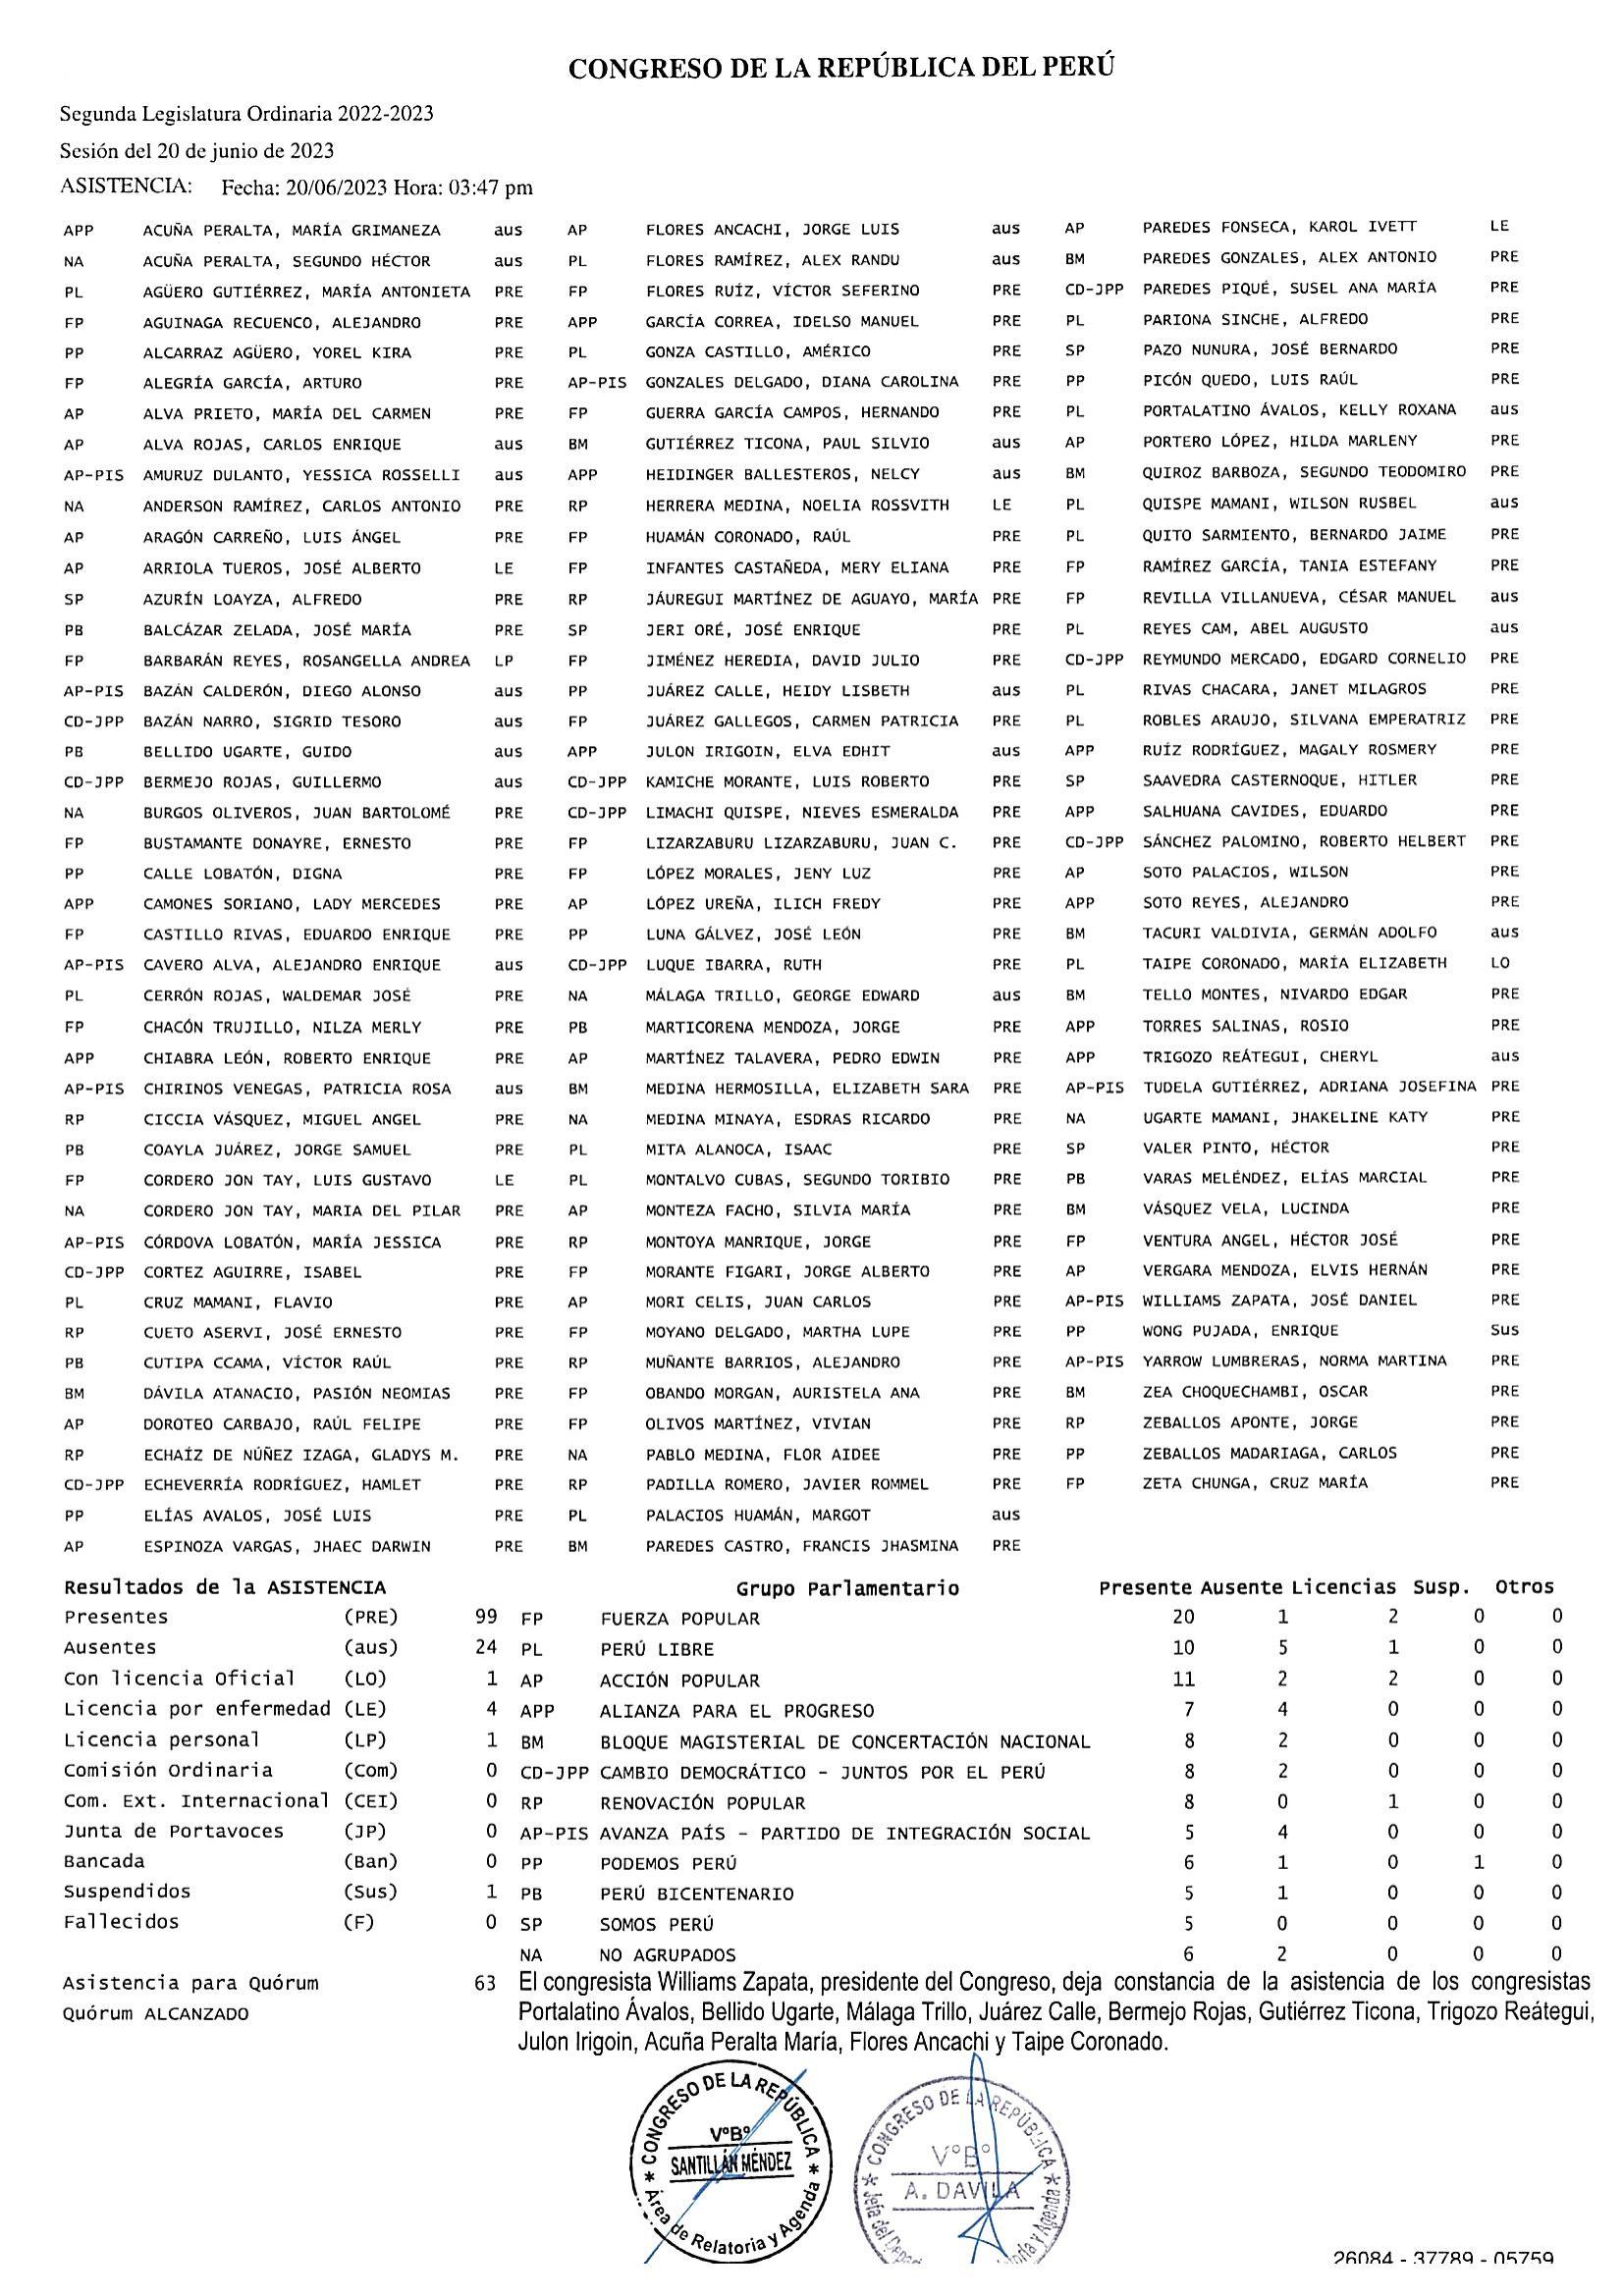 CONGRESO DE LA REPÚBLICA DEL PERÚ
Segunda Legislatura Ordinaria 2022-2023
Sesión del 20 de junio de 2023
ASISTENCIA: Fecha: 20/06/2023 Hora: 03:47 pm
APP ACUÑA PERALTA, MARÍA GRIMANEZA aus AP FLORES ANCACHI, JORGE LUIS aus AP PAREDES FONSECA, KAROL IVETT LE
NA ACUÑA PERALTA, SEGUNDO HÉCTOR aus PL FLORES RAMÍREZ, ALEX RANDU aus BM PAREDES GONZALES, ALEX ANTONIO PRE
PL AGÜERO GUTIÉRREZ, MARÍA ANTONIETA PRE FP FLORES RUÍZ, VÍCTOR SEFERINO PRE CD-JPP PAREDES PIQUÉ, SUSEL ANA MARÍA PRE
FP AGUINAGA RECUENCO, ALEJANDRO PRE APP GARCÍA CORREA, IDELSO MANUEL PRE PL PARIONA SINCHE, ALFREDO PRE
PP ALCARRAZ AGÜERO, YOREL KIRA PRE PL GONZA CASTILLO, AMÉRICO PRE SP PAZO NUNURA, JOSÉ BERNARDO PRE
FP ALEGRÍA GARCÍA, ARTURO PRE AP-PIS GONZALES DELGADO, DIANA CAROLINA PRE PP PICÓN QUEDO, LUIS RAÚL PRE
AP ALVA PRIETO, MARÍA DEL CARMEN PRE FP GUERRA GARCÍA CAMPOS, HERNANDO PRE PL PORTALATINO ÁVALOS, KELLY ROXANA aus
AP ALVA ROJAS, CARLOS ENRIQUE aus BM GUTIÉRREZ TICONA, PAUL SILVIO aus AP PORTERO LÓPEZ, HILDA MARLENY PRE
AP-PIS AMURUZ DULANTO, YESSICA ROSSELLI aus APP HEIDINGER BALLESTEROS, NELCY aus BM QUIROZ BARBOZA, SEGUNDO TEODOMIRO PRE
NA ANDERSON RAMÍREZ, CARLOS ANTONIO PRE RP HERRERA MEDINA, NOELIA ROSSVITH LE PL QUISPE MAMANI, WILSON RUSBEL aus
AP ARAGÓN CARREÑO, LUIS ÁNGEL PRE FP HUAMÁN CORONADO, RAÚL PRE PL QUITO SARMIENTO, BERNARDO JAIME PRE
AP ARRIOLA TUEROS, JOSÉ ALBERTO LE FP INFANTES CASTAÑEDA, MERY ELIANA PRE FP RAMÍREZ GARCÍA, TANIA ESTEFANY PRE
SP AZURÍN LOAYZA, ALFREDO PRE RP JÁUREGUI MARTÍNEZ DE AGUAYO, MARÍA PRE FP REVILLA VILLANUEVA, CÉSAR MANUEL aus
PB BALCÁZAR ZELADA, JOSÉ MARÍA PRE SP JERI ORÉ, JOSÉ ENRIQUE PRE PL REYES CAM, ABEL AUGUSTO aus
FP BARBARÁN REYES, ROSANGELLA ANDREA LP FP JIMÉNEZ HEREDIA, DAVID JULIO PRE CD-JPP REYMUNDO MERCADO, EDGARD CORNELIO PRE
AP-PIS BAZÁN CALDERÓN, DIEGO ALONSO aus PP JUÁREZ CALLE, HEIDY LISBETH aus PL RIVAS CHACARA, JANET MILAGROS PRE
CD-JPP BAZÁN NARRO, SIGRID TESORO aus FP JUÁREZ GALLEGOS, CARMEN PATRICIA PRE PL ROBLES ARAUJO, SILVANA EMPERATRIZ PRE
PB BELLIDO UGARTE, GUIDO aus APP JULON IRIGOIN, ELVA EDHIT aus APP RUÍZ RODRÍGUEZ, MAGALY ROSMERY PRE
CD-JPP BERMEJO ROJAS, GUILLERMO aus CD-JPP KAMICHE MORANTE, LUIS ROBERTO PRE SP SAAVEDRA CASTERNOQUE, HITLER PRE
NA BURGOS OLIVEROS, JUAN BARTOLOMÉ PRE CD-JPP LIMACHI QUISPE, NIEVES ESMERALDA PRE APP SALHUANA CAVIDES, EDUARDO PRE
FP BUSTAMANTE DONAYRE, ERNESTO PRE FP LIZARZABURU LIZARZABURU, JUAN C. PRE CD-JPP SÁNCHEZ PALOMINO, ROBERTO HELBERT PRE
PP CALLE LOBATÓN, DIGNA PRE FP LÓPEZ MORALES, JENY LUZ PRE AP SOTO PALACIOS, WILSON PRE
APP CAMONES SORIANO, LADY MERCEDES PRE AP LÓPEZ UREÑA, ILICH FREDY PRE APP SOTO REYES, ALEJANDRO PRE
FP CASTILLO RIVAS, EDUARDO ENRIQUE PRE PP LUNA GÁLVEZ, JOSÉ LEÓN PRE BM TACURI VALDIVIA, GERMÁN ADOLFO aus
AP-PIS CAVERO ALVA, ALEJANDRO ENRIQUE aus CD-JPP LUQUE IBARRA, RUTH PRE PL TAIPE CORONADO, MARÍA ELIZABETH LO
PL CERRÓN ROJAS, WALDEMAR JOSÉ PRE NA MÁLAGA TRILLO, GEORGE EDWARD aus BM TELLO MONTES, NIVARDO EDGAR PRE
FP CHACÓN TRUJILLO, NILZA MERLY PRE PB MARTICORENA MENDOZA, JORGE PRE APP TORRES SALINAS, ROSIO PRE
APP CHIABRA LEÓN, ROBERTO ENRIQUE PRE AP MARTÍNEZ TALAVERA, PEDRO EDWIN PRE APP TRIGOZO REÁTEGUI, CHERYL aus
AP-PIS CHIRINOS VENEGAS, PATRICIA ROSA aus BM MEDINA HERMOSILLA, ELIZABETH SARA PRE AP-PIS TUDELA GUTIÉRREZ, ADRIANA JOSEFINA PRE
RP CICCIA VÁSQUEZ, MIGUEL ANGEL PRE NA MEDINA MINAYA, ESDRAS RICARDO PRE NA UGARTE MAMANI, JHAKELINE KATY PRE
PB COAYLA JUÁREZ, JORGE SAMUEL PRE PL MITA ALANOCA, ISAAC PRE SP VALER PINTO, HÉCTOR PRE
FP CORDERO JON TAY, LUIS GUSTAVO LE PL MONTALVO CUBAS, SEGUNDO TORIBIO PRE PB VARAS MELÉNDEZ, ELÍAS MARCIAL PRE
NA CORDERO JON TAY, MARIA DEL PILAR PRE AP MONTEZA FACHO, SILVIA MARÍA PRE BM VÁSQUEZ VELA, LUCINDA PRE
AP-PIS CÓRDOVA LOBATÓN, MARÍA JESSICA PRE RP MONTOYA MANRIQUE, JORGE PRE FP VENTURA ANGEL, HÉCTOR JOSÉ PRE
CD-JPP CORTEZ AGUIRRE, ISABEL PRE FP MORANTE FIGARI, JORGE ALBERTO PRE AP VERGARA MENDOZA, ELVIS HERNÁN PRE
PL CRUZ MAMANI, FLAVIO PRE AP MORI CELIS, JUAN CARLOS PRE AP-PIS WILLIAMS ZAPATA, JOSÉ DANIEL PRE
RP CUETO ASERVI, JOSÉ ERNESTO PRE FP MOYANO DELGADO, MARTHA LUPE PRE PP WONG PUJADA, ENRIQUE Sus
PB CUTIPA CCAMA, VÍCTOR RAÚL PRE RP MUÑANTE BARRIOS, ALEJANDRO PRE AP-PIS YARROW LUMBRERAS, NORMA MARTINA PRE
BM DÁVILA ATANACIO, PASIÓN NEOMIAS PRE FP OBANDO MORGAN, AURISTELA ANA PRE BM ZEA CHOQUECHAMBI, OSCAR PRE
AP DOROTEO CARBAJO, RAÚL FELIPE PRE FP OLIVOS MARTÍNEZ, VIVIAN PRE RP ZEBALLOS APONTE, JORGE PRE
RP ECHAÍZ DE NÚÑEZ IZAGA, GLADYS M. PRE NA PABLO MEDINA, FLOR AIDEE PRE PP ZEBALLOS MADARIAGA, CARLOS PRE
CD-JPP ECHEVERRÍA RODRÍGUEZ, HAMLET PRE RP PADILLA ROMERO, JAVIER ROMMEL PRE FP ZETA CHUNGA, CRUZ MARÍA PRE
PP ELÍAS AVALOS, JOSÉ LUIS PRE PL PALACIOS HUAMÁN, MARGOT aus
AP ESPINOZA VARGAS, JHAEC DARWIN PRE BM PAREDES CASTRO, FRANCIS JHASMINA PRE
Resultados de la ASISTENCIA Grupo Parlamentario Presente Ausente Licencias Susp. Otros
Presentes (PRE) 99 FP FUERZA POPULAR 20 1 2 0 0
Ausentes (aus) 24 PL PERÚ LIBRE 10 5 1 0 0
Con licencia Oficial (LO) 1 AP ACCIÓN POPULAR 11 2 2 0 0
Licencia por enfermedad (LE) 4 APP ALIANZA PARA EL PROGRESO 7 4 0 0 0
Licencia personal (LP) 1 BM BLOQUE MAGISTERIAL DE CONCERTACIÓN NACIONAL 8 2 0 0 0
Comisión Ordinaria (Com) 0 CD-JPP CAMBIO DEMOCRÁTICO - JUNTOS POR EL PERÚ 8 2 0 0 0
Com. Ext. Internacional (CEI) 0 RP RENOVACIÓN POPULAR 8 0 1 0 0
Junta de Portavoces (JP) 0 AP-PIS AVANZA PAÍS - PARTIDO DE INTEGRACIÓN SOCIAL 5 4 0 0 0
Bancada (Ban) 0 PP PODEMOS PERÚ 6 1 0 1 0
Suspendidos (Sus) 1 PB PERÚ BICENTENARIO 5 1 0 0 0
Fallecidos (F) 0 SP SOMOS PERÚ 5 0 0 0 0
NA NO AGRUPADOS 6 2 0 0 0
Asistencia para Quórum 63 El congresista Williams Zapata, presidente del Congreso, deja constancia de la asistencia de los congresistas
Quórum ALCANZADO Portalatino Ávalos, Bellido Ugarte, Málaga Trillo, Juárez Calle, Bermejo Rojas, Gutiérrez Ticona, Trigozo Reátegui,
Julon Irigoin, Acuña Peralta María, Flores Ancachi y Taipe Coronado.
CONGRESO DE LA REPÚBLICA
VºBº
SANTILLÁN MÉNDEZ
Área de Relatoria y Agenda
CONGRESO DE LA REPÚBLICA
VºBº
A. DAVILA
Jefa del y Agenda
26084 - 37789 - 05759